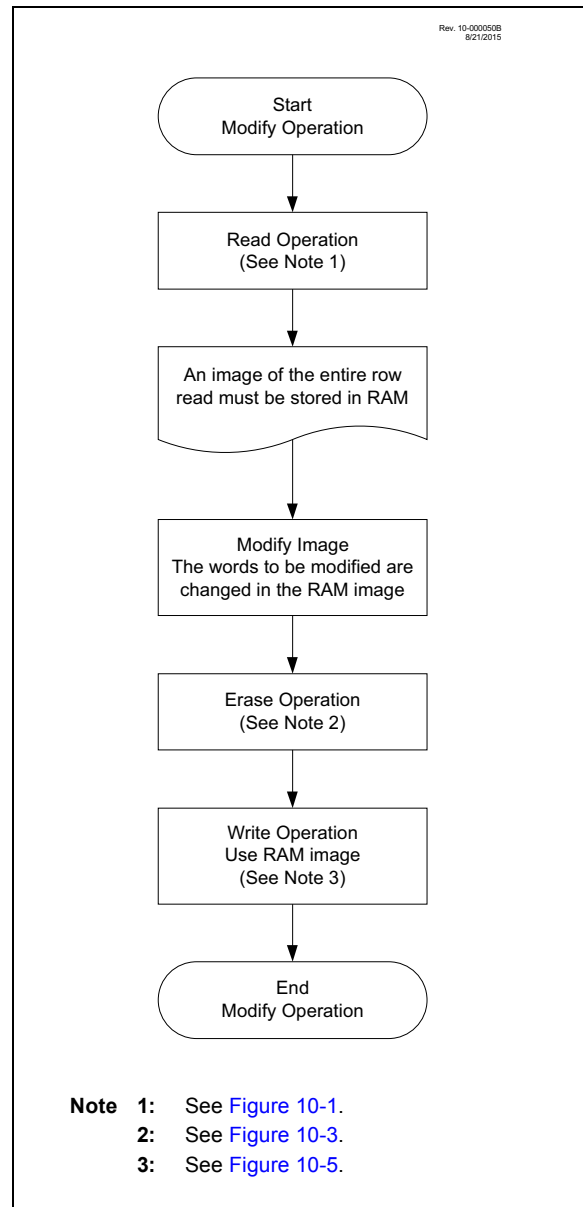 Rev. 10-000050B
8/21/2015
Start
Modify Operation
Read Operation
(See Note 1)
An image of the entire row
read must be stored in RAM
Modify Image
The words to be modified are
changed in the RAM image
Erase Operation
(See Note 2)
Write Operation
Use RAM image
(See Note 3)
End
Modify Operation
Note 1: See Figure 10-1.
2: See Figure 10-3.
3: See Figure 10-5.